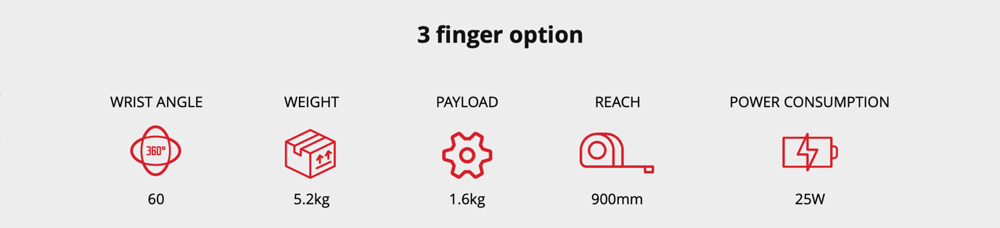 3 finger option
WRIST ANGLE WEIGHT PAYLOAD REACH POWER CONSUMPTION
360°
60 5.2kg 1.6kg 900mm 25W